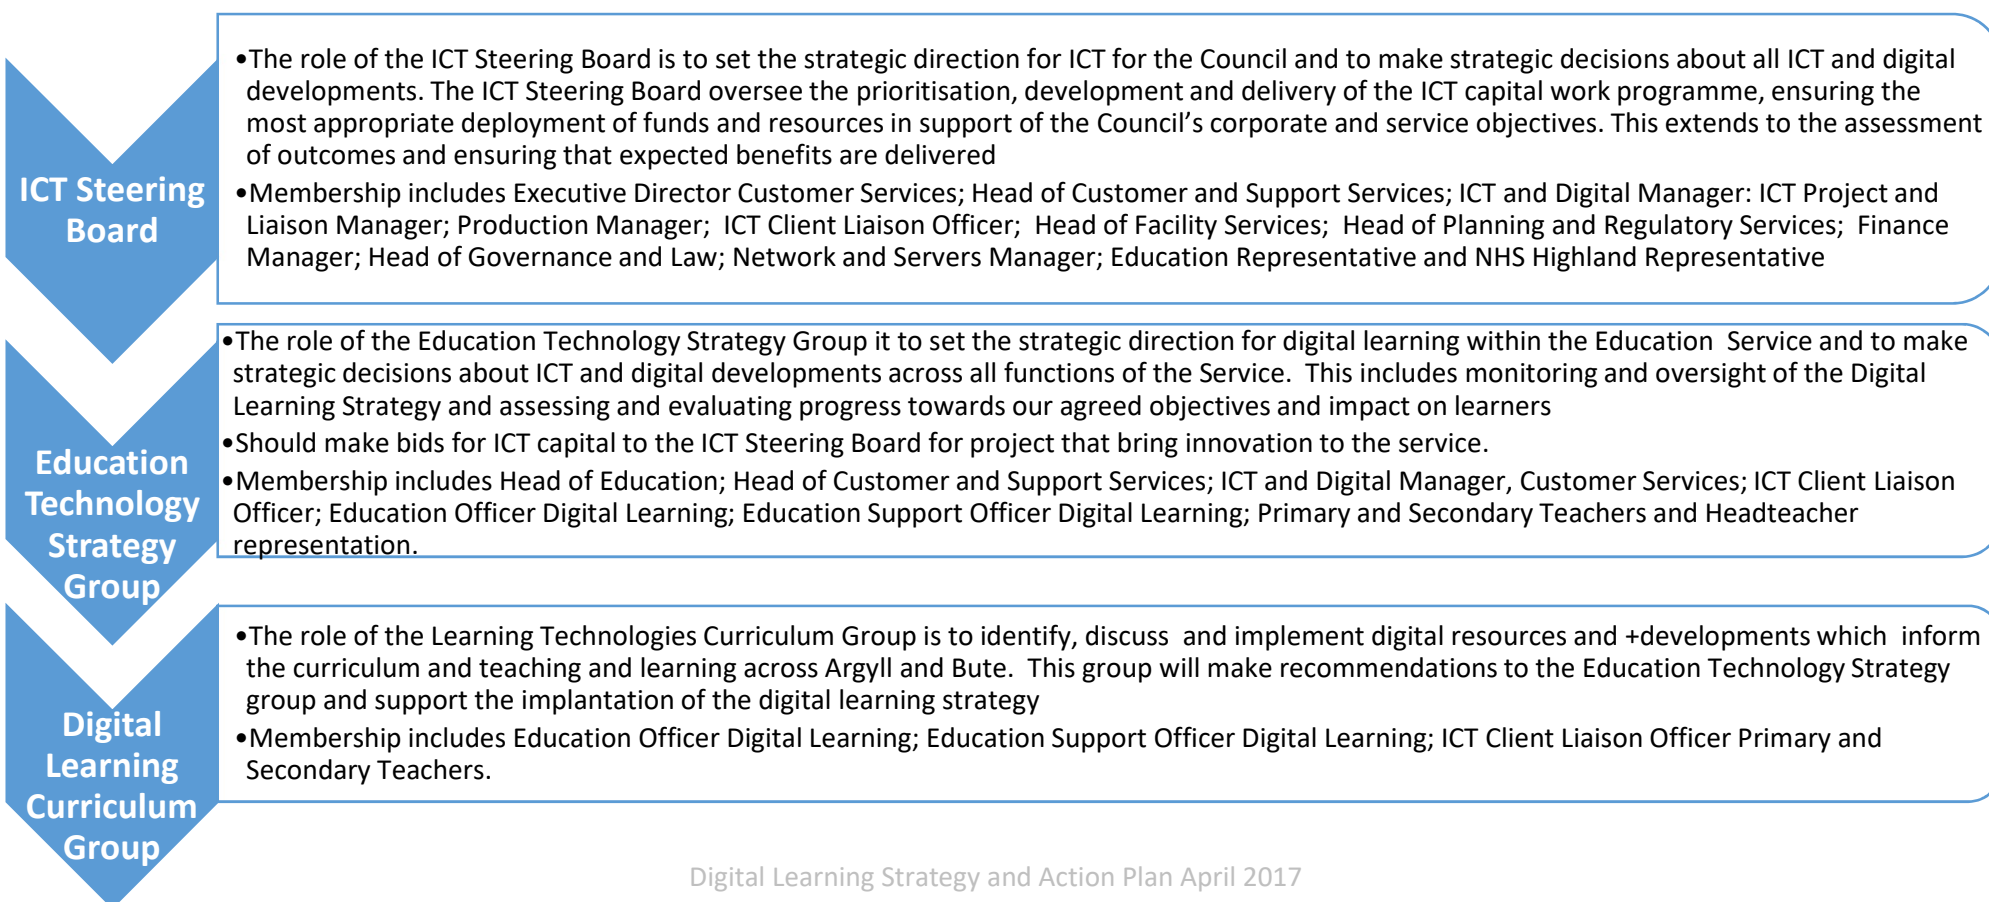 ICT Steering
Board
•The role of the ICT Steering Board is to set the strategic direction for ICT for the Council and to make strategic decisions about all ICT and digital
developments. The ICT Steering Board oversee the prioritisation, development and delivery of the ICT capital work programme, ensuring the
most appropriate deployment of funds and resources in support of the Council’s corporate and service objectives. This extends to the assessment
of outcomes and ensuring that expected benefits are delivered
•Membership includes Executive Director Customer Services; Head of Customer and Support Services; ICT and Digital Manager: ICT Project and
Liaison Manager; Production Manager; ICT Client Liaison Officer; Head of Facility Services; Head of Planning and Regulatory Services; Finance
Manager; Head of Governance and Law; Network and Servers Manager; Education Representative and NHS Highland Representative
Education
Technology
Strategy
Group
•The role of the Education Technology Strategy Group it to set the strategic direction for digital learning within the Education Service and to make
strategic decisions about ICT and digital developments across all functions of the Service. This includes monitoring and oversight of the Digital
Learning Strategy and assessing and evaluating progress towards our agreed objectives and impact on learners
•Should make bids for ICT capital to the ICT Steering Board for project that bring innovation to the service.
•Membership includes Head of Education; Head of Customer and Support Services; ICT and Digital Manager, Customer Services; ICT Client Liaison
Officer; Education Officer Digital Learning; Education Support Officer Digital Learning; Primary and Secondary Teachers and Headteacher
representation.
Digital
Learning
Curriculum
Group
•The role of the Learning Technologies Curriculum Group is to identify, discuss and implement digital resources and +developments which inform
the curriculum and teaching and learning across Argyll and Bute. This group will make recommendations to the Education Technology Strategy
group and support the implantation of the digital learning strategy
•Membership includes Education Officer Digital Learning; Education Support Officer Digital Learning; ICT Client Liaison Officer Primary and
Secondary Teachers.
Digital Learning Strategy and Action Plan April 2017